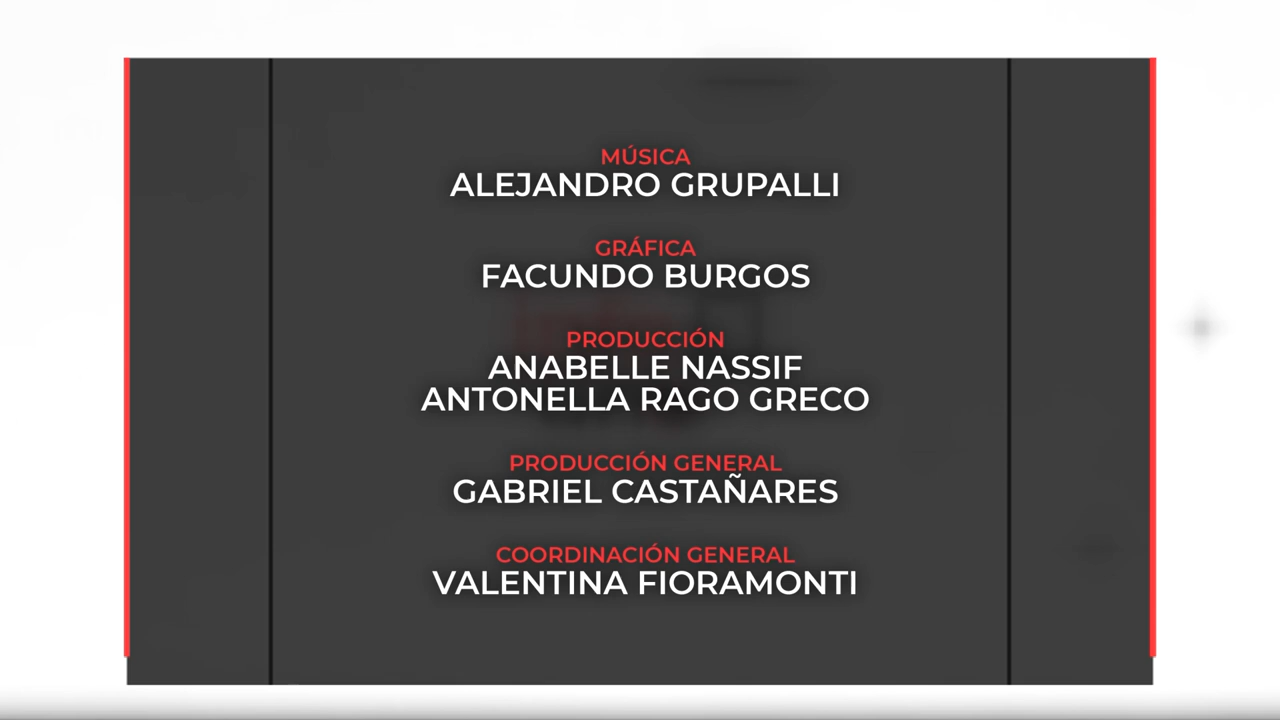 MÚSICA
ALEJANDRO GRUPALLI
GRÁFICA
FACUNDO BURGOS
PRODUCCIÓN
ANABELLE NASSIF
ANTONELLA RAGO GRECO
PRODUCCIÓN GENERAL
GABRIEL CASTAÑARES
COORDINACIÓN GENERAL
VALENTINA FIORAMONTI